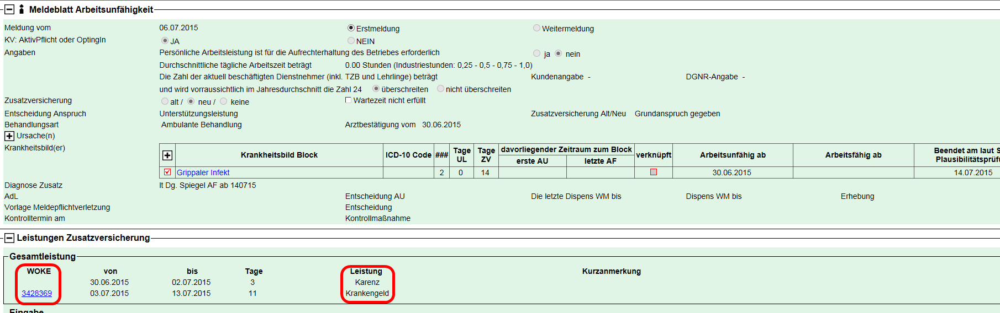 Meldeblatt Arbeitsunfähigkeit
Meldung vom 06.07.2015 Erstmeldung Weitermeldung
KV: AktivPflicht oder OptingIn JA NEIN
Angaben Persönliche Arbeitsleistung ist für die Aufrechterhaltung des Betriebes erforderlich ja nein
Durchschnittliche tägliche Arbeitszeit beträgt 0.00 Stunden (Industriestunden: 0,25 - 0,5 - 0,75 - 1,0)
Die Zahl der aktuell beschäftigten Dienstnehmer (inkl. TZB und Lehrlinge) beträgt Kundenangabe - DGNR-Angabe -
und wird vorraussichtlich im Jahresdurchschnitt die Zahl 24 überschreiten nicht überschreiten
Zusatzversicherung alt / neu / keine Wartezeit nicht erfüllt
Entscheidung Anspruch Unterstützungsleistung Zusatzversicherung Alt/Neu Grundanspruch gegeben
Behandlungsart Ambulante Behandlung Arztbestätigung vom 30.06.2015
Ursache(n)
Krankheitsbild(er)
Krankheitsbild Block ICD-10 Code ### Tage UL Tage ZV davorliegender Zeitraum zum Block erste AU letzte AF verknüpft Arbeitsunfähig ab Arbeitsfähig ab Beendet am laut S Plausibilitätsprüfu
Grippaler Infekt 2 0 14 30.06.2015 14.07.2015
Diagnose Zusatz lt Dg. Spiegel AF ab 140715
AdL Entscheidung AU Die letzte Dispens WM bis Dispens WM bis Erhebung
Vorlage Meldepflichtverletzung Entscheidung
Kontrolltermin am Kontrollmaßnahme
Leistungen Zusatzversicherung
Gesamtleistung
WOKE von bis Tage Leistung Kurzanmerkung
30.06.2015 02.07.2015 3 Karenz
3428369 03.07.2015 13.07.2015 11 Krankengeld
Eingabe